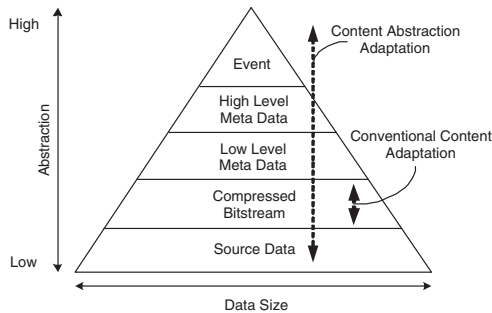 High
Content Abstraction
Adaptation
Event
High Level
Meta Data
Abstraction
Low Level
Meta Data
Conventional Content
Adaptation
Compressed
Bitstream
Source Data
Low
Data Size